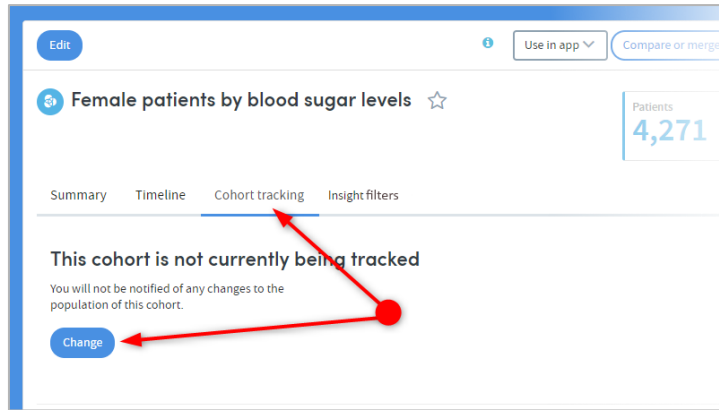 Edit
Use in app
Compare or merge
Female patients by blood sugar levels
Patients
4,271
Summary Timeline Cohort tracking Insight filters
This cohort is not currently being tracked
You will not be notified of any changes to the
population of this cohort.
Change